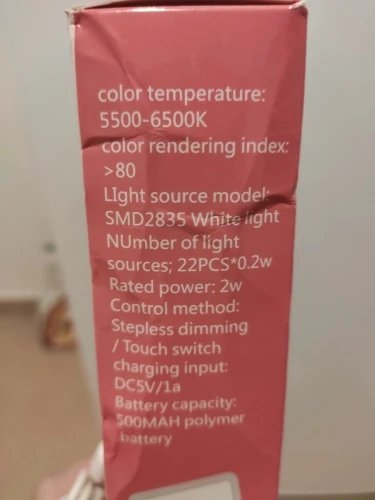 color temperature:
5500-6500K
color rendering index:
>80
LIght source model:
SMD2835 White light
NUmber of light
sources; 22PCS*0.2w
Rated power: 2w
Control method:
Stepless dimming
/ Touch switch
charging input:
DC5V/1a
Battery capacity:
500MAH polymer
battery